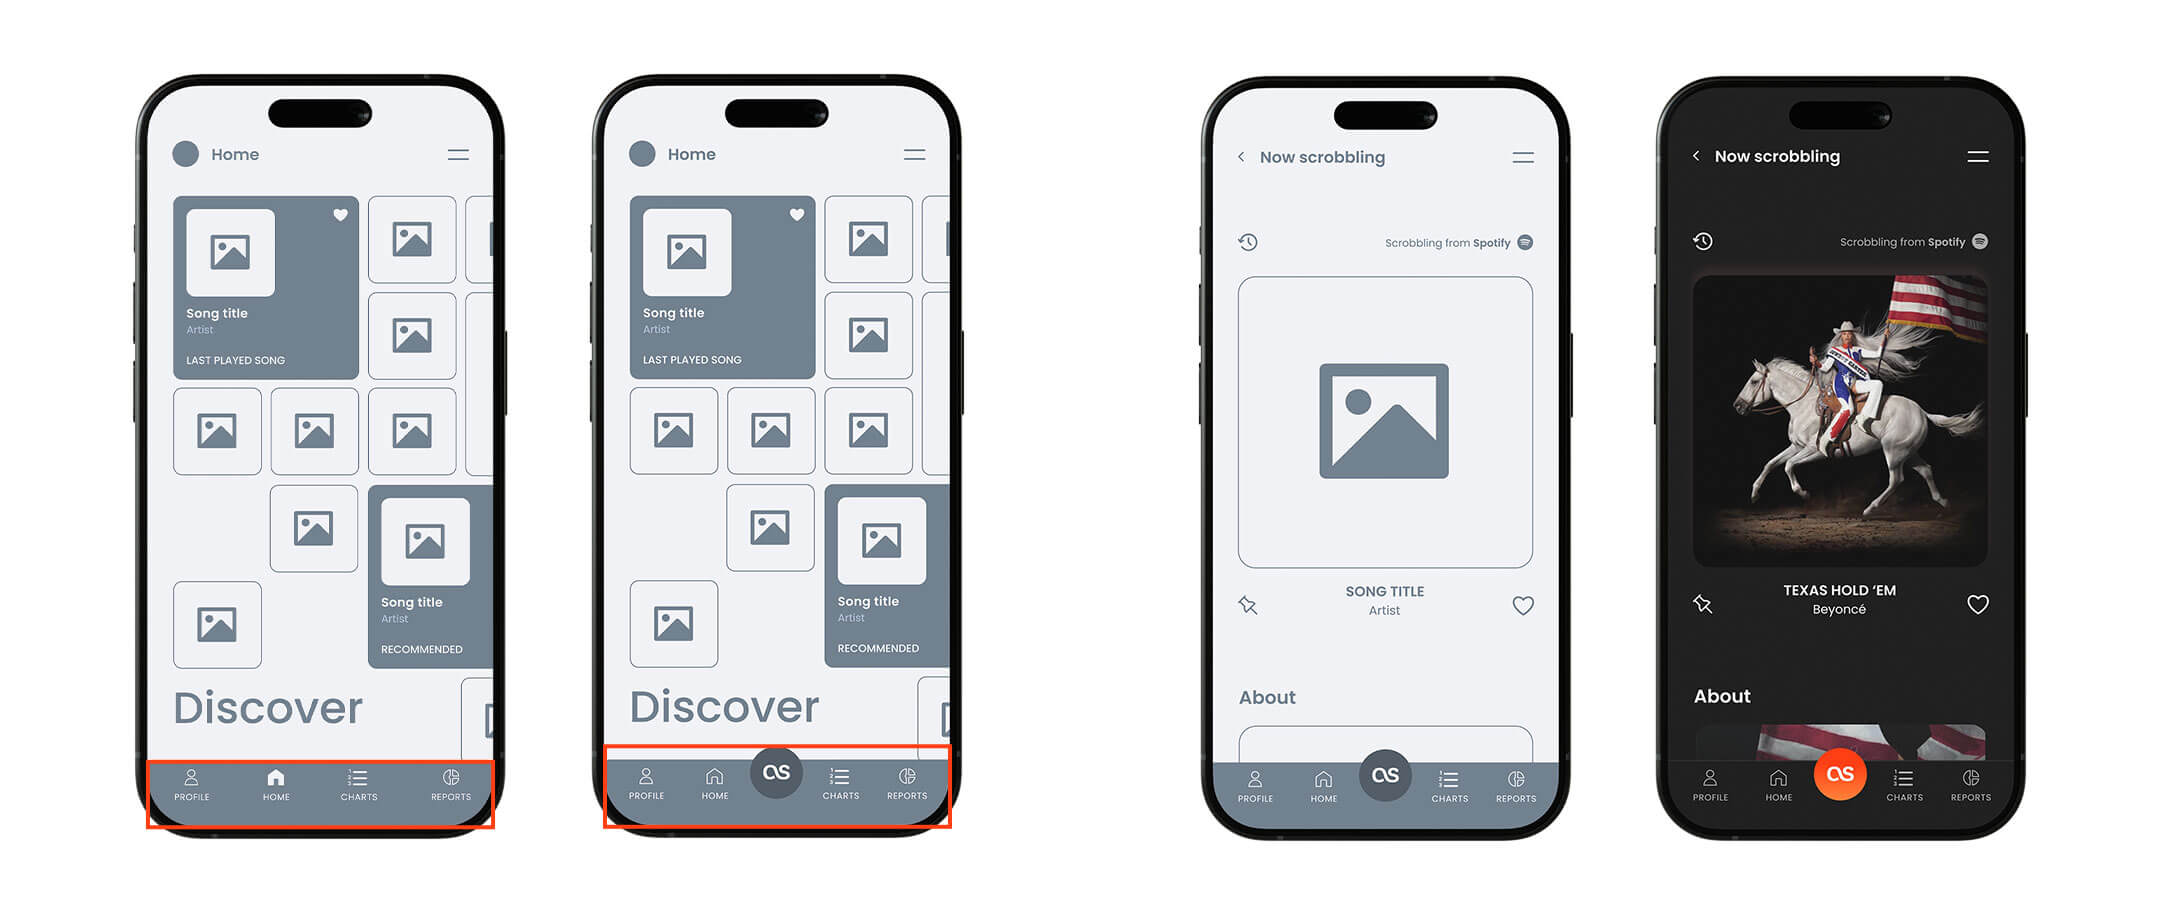 Home
Song title
Artist
LAST PLAYED SONG
Song title
Artist
RECOMMENDED
Discover
PROFILE
HOME
CHARTS
REPORTS
Home
Song title
Artist
LAST PLAYED SONG
Song title
Artist
RECOMMENDED
Discover
PROFILE
HOME
as
CHARTS
REPORTS
Now scrobbling
Scrobbling from Spotify
SONG TITLE
Artist
About
PROFILE
HOME
as
CHARTS
REPORTS
Now scrobbling
Scrobbling from Spotify
TEXAS HOLD ‘EM
Beyoncé
About
PROFILE
HOME
as
CHARTS
REPORTS